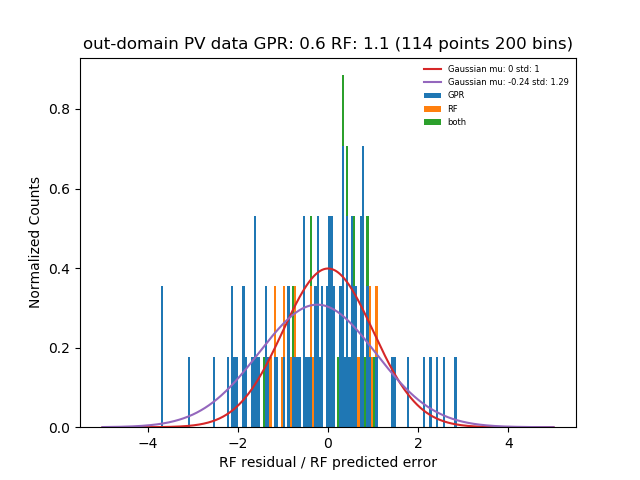 out-domain PV data GPR: 0.6 RF: 1.1 (114 points 200 bins)
Gaussian mu: 0 std: 1
Gaussian mu: -0.24 std: 1.29
GPR
RF
both
Normalized Counts
0.8
0.6
0.4
0.2
0.0
−4 −2 0 2 4
RF residual / RF predicted error